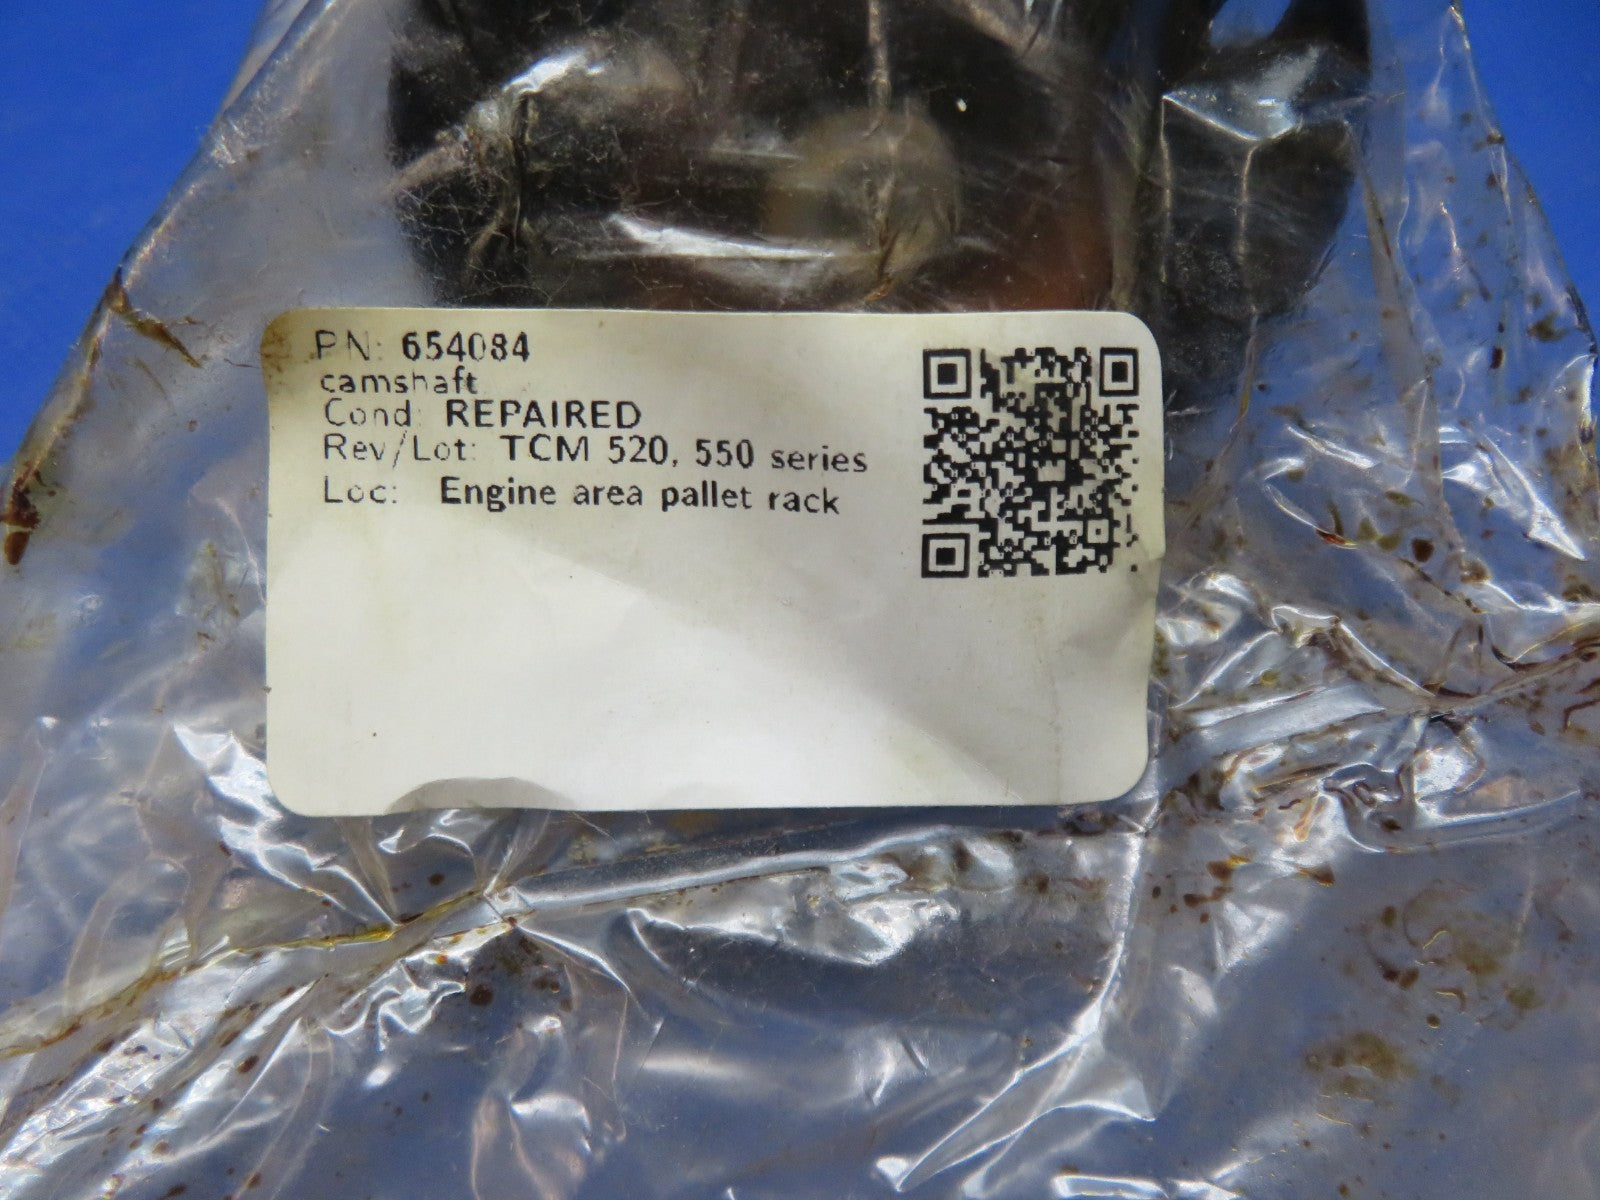 PN: 654084
camshaft
Cond: REPAIRED
Rev/Lot: TCM 520, 550 series
Loc: Engine area pallet rack